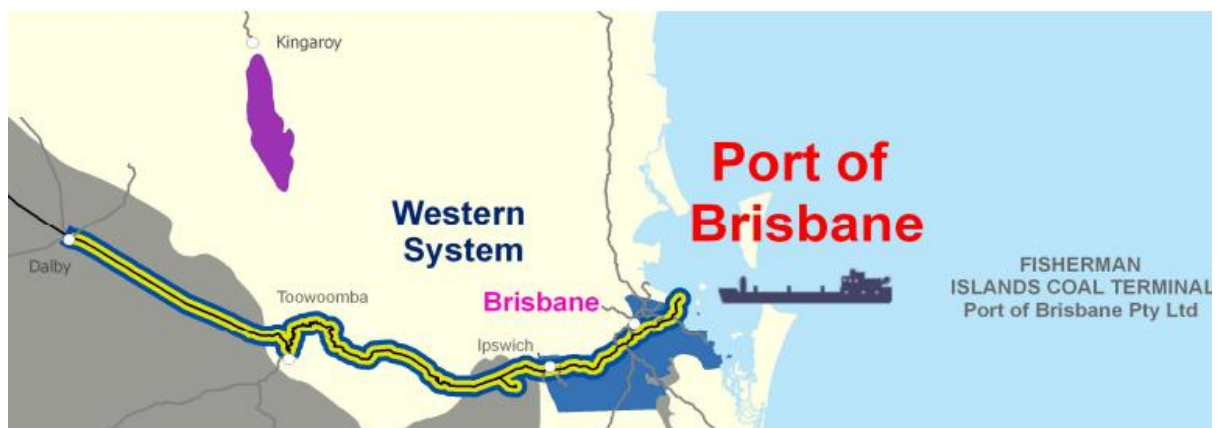 Kingaroy
Port of
Brisbane
Western
System
Dalby
Toowoomba
Brisbane
Ipswich
FISHERMAN
ISLANDS COAL TERMINAL
Port of Brisbane Pty Ltd